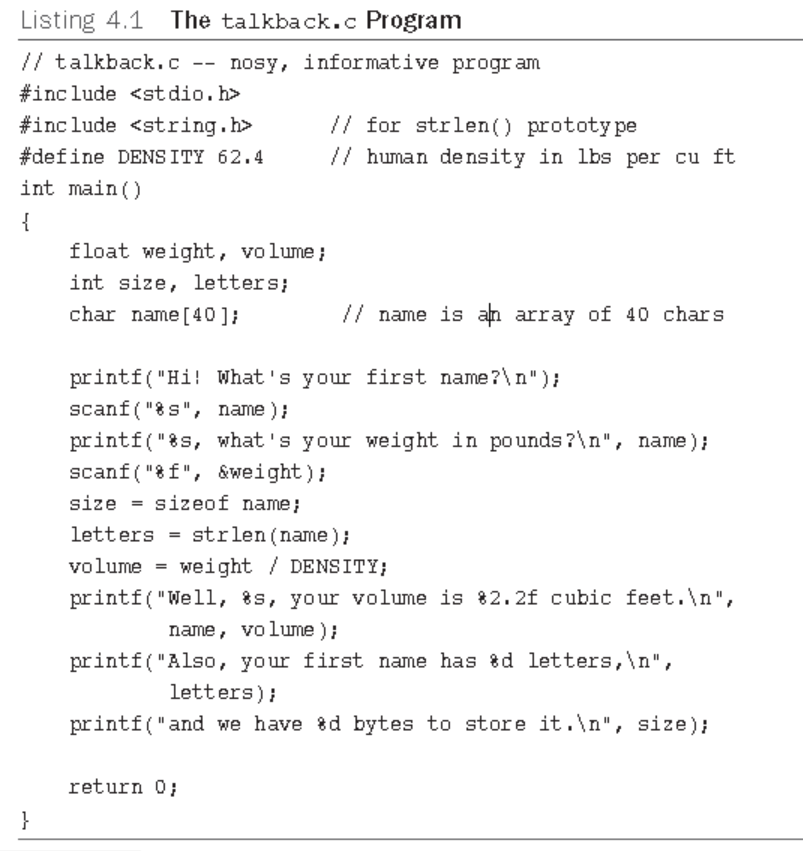 Listing 4.1 The talkback.c Program
// talkback.c -- nosy, informative program
#include <stdio.h>
#include <string.h>       // for strlen() prototype
#define DENSITY 62.4      // human density in lbs per cu ft
int main()
{
    float weight, volume;
    int size, letters;
    char name[40];         // name is an array of 40 chars

    printf("Hi! What's your first name?\n");
    scanf("%s", name);
    printf("%s, what's your weight in pounds?\n", name);
    scanf("%f", &weight);
    size = sizeof name;
    letters = strlen(name);
    volume = weight / DENSITY;
    printf("Well, %s, your volume is %2.2f cubic feet.\n",
            name, volume);
    printf("Also, your first name has %d letters,\n",
            letters);
    printf("and we have %d bytes to store it.\n", size);

    return 0;
}